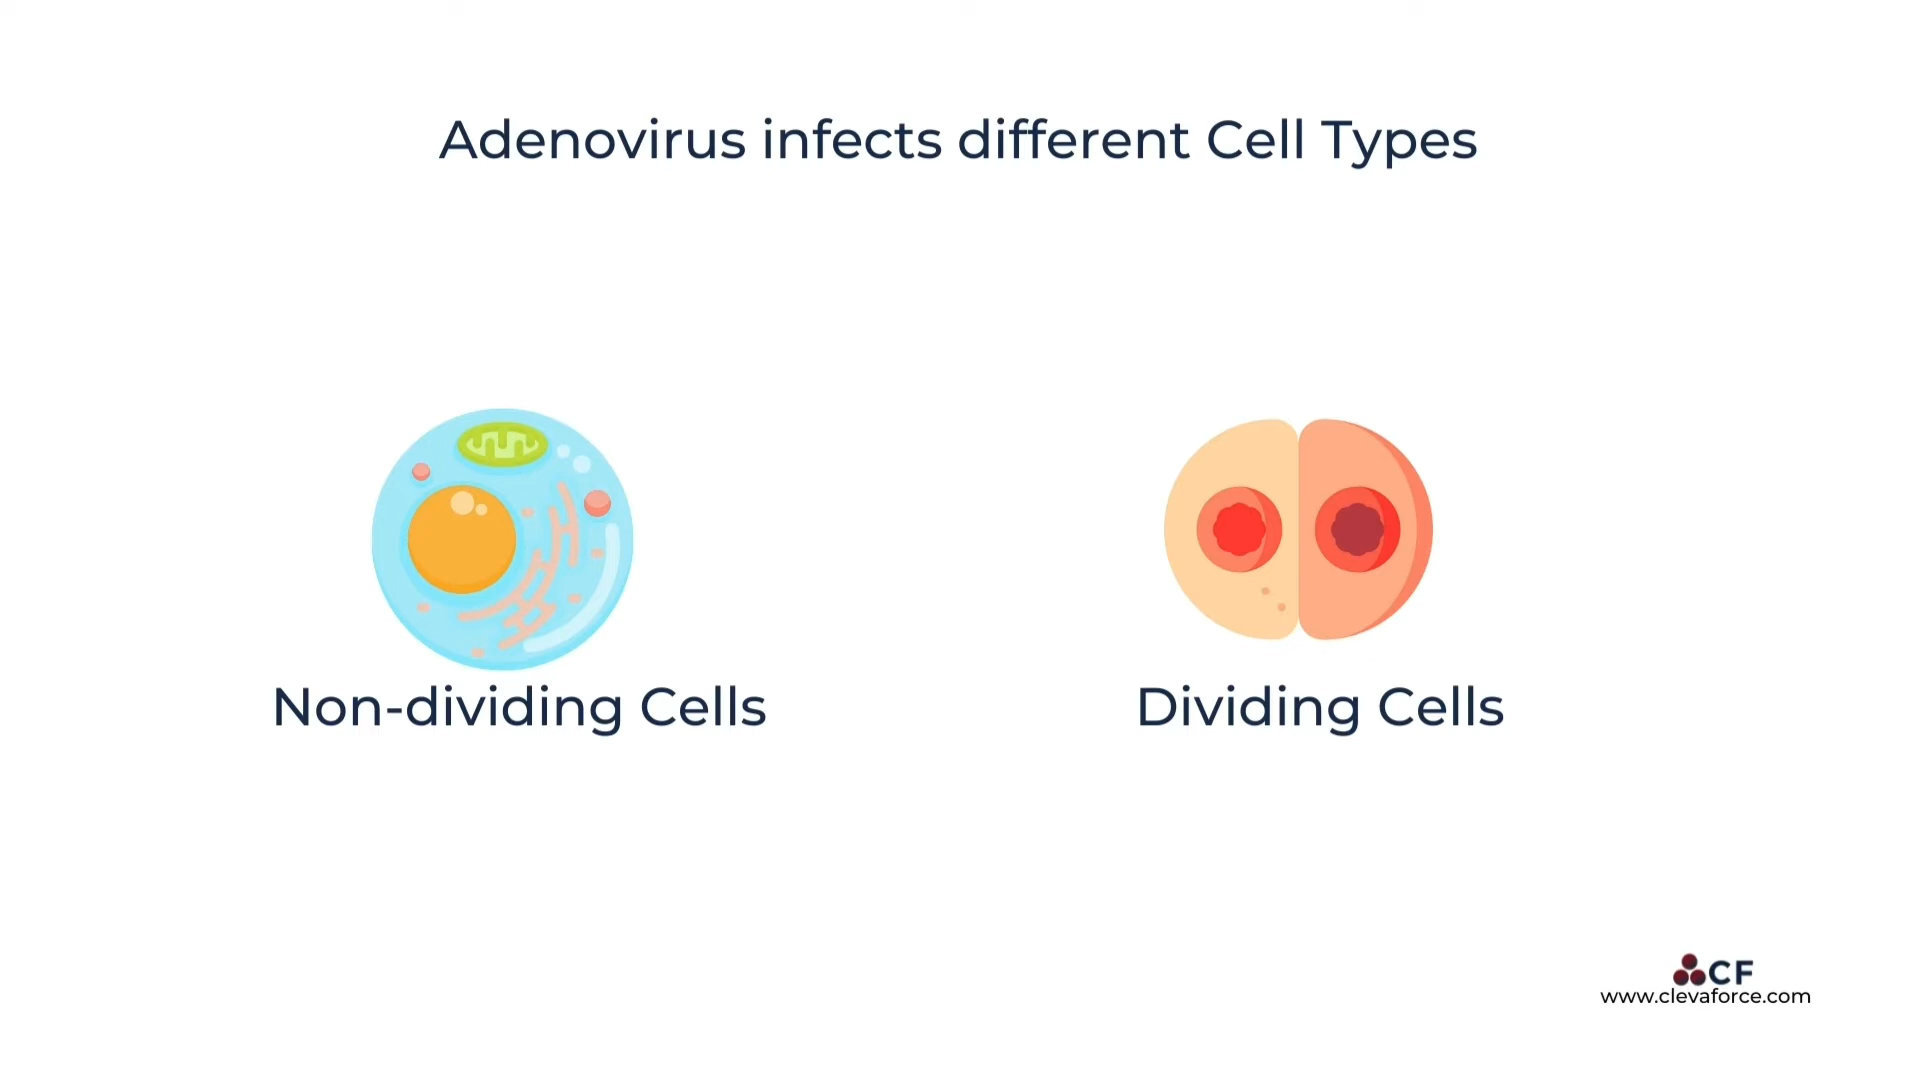 Adenovirus infects different Cell Types
Non-dividing Cells
Dividing Cells
CF
www.clevaforce.com